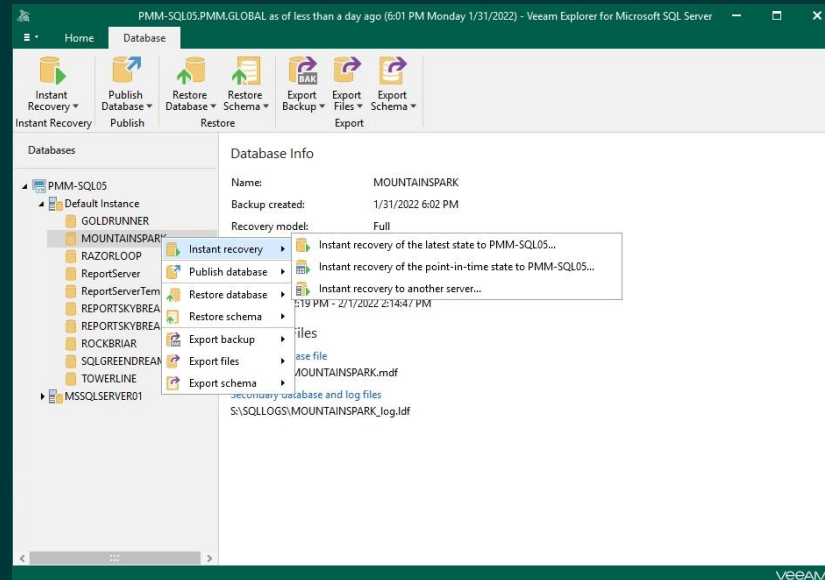 PMM-SQL05.PMM.GLOBAL as of less than a day ago (6:01 PM Monday 1/31/2022) - Veeam Explorer for Microsoft SQL Server
Home Database
Instant Recovery
Publish Database
Restore Database
Restore Schema
BAK
Export Backup
Export Files
Export Schema
Instant Recovery Publish Restore Export
Databases
PMM-SQL05
Default Instance
GOLDRUNNER
MOUNTAINSPARK
RAZORLOOP
ReportServer
ReportServerTem
REPORTSKYBREA
REPORTSKYBREA
ROCKBRIAR
SQLGREENDREAM
TOWERLINE
MSSQLSERVER01
Database Info
Name: MOUNTAINSPARK
Backup created: 1/31/2022 6:02 PM
Recovery model: Full
Instant recovery
Publish database
Restore database
Restore schema
Export backup
Export files
Export schema
Instant recovery of the latest state to PMM-SQL05...
Instant recovery of the point-in-time state to PMM-SQL05...
Instant recovery to another server...
2:19 PM - 2/1/2022 2:14:47 PM
iles
ase file
MOUNTAINSPARK.mdf
Secondary database and log files
S:\SQLLOGS\MOUNTAINSPARK_log.ldf
VEEAM